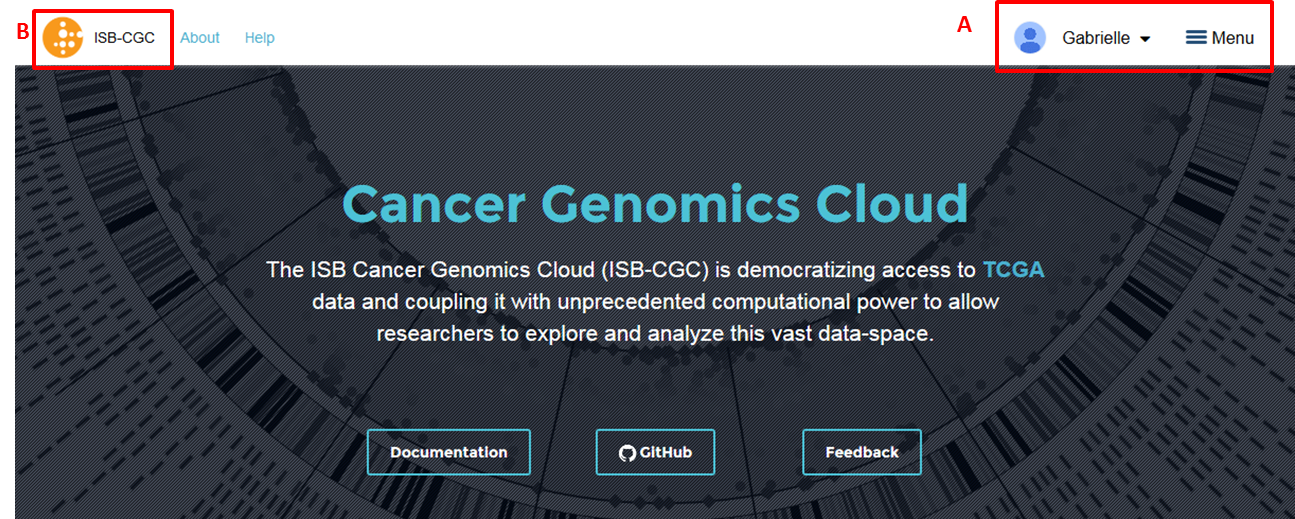 B ISB-CGC About Help A Gabrielle Menu
Cancer Genomics Cloud
The ISB Cancer Genomics Cloud (ISB-CGC) is democratizing access to TCGA
data and coupling it with unprecedented computational power to allow
researchers to explore and analyze this vast data-space.
Documentation GitHub Feedback